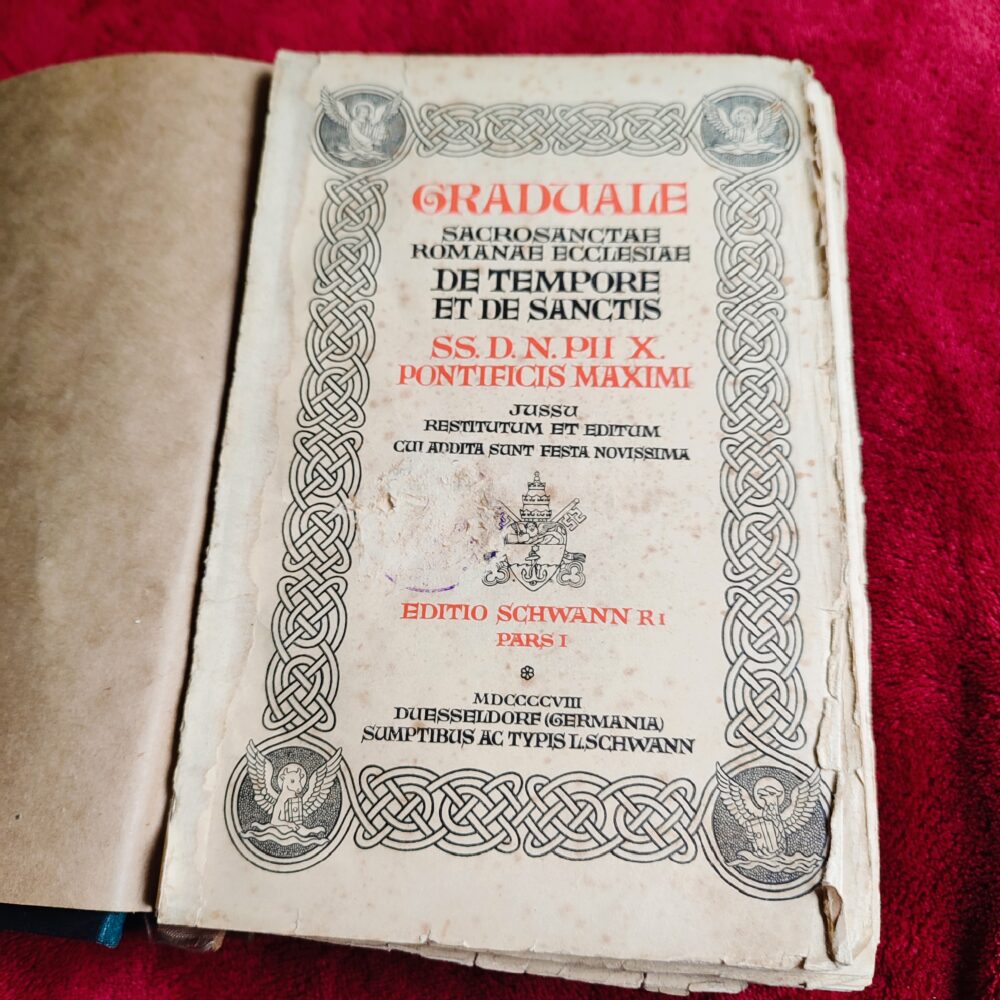 GRADUALE
SACROSANCTAE
ROMANAE ECCLESIAE
DE TEMPORE
ET DE SANCTIS
SS. D. N. PII X.
PONTIFICIS MAXIMI
JUSSU
RESTITUTUM ET EDITUM
CUI ADDITA SUNT FESTA NOVISSIMA
EDITIO SCHWANN R 1
PARS I
MDCCCCVIII
DUESSELDORF (GERMANIA)
SUMPTIBUS AC TYPIS L. SCHWANN